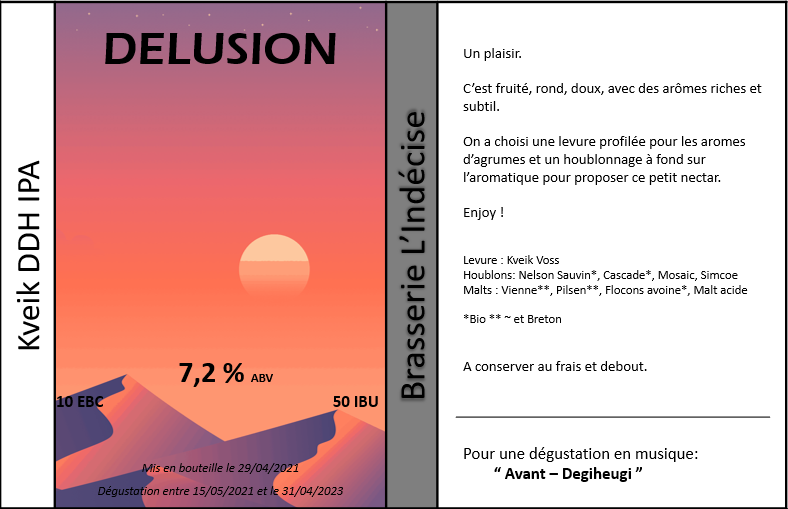 Kveik DDH IPA
DELUSION
7,2 % ABV
10 EBC
50 IBU
Mis en bouteille le 29/04/2021
Dégustation entre 15/05/2021 et le 31/04/2023
Brasserie L’Indécise
Un plaisir.
C’est fruité, rond, doux, avec des arômes riches et
subtil.
On a choisi une levure profilée pour les aromes
d’agrumes et un houblonnage à fond sur
l’aromatique pour proposer ce petit nectar.
Enjoy !
Levure : Kveik Voss
Houblons: Nelson Sauvin*, Cascade*, Mosaic, Simcoe
Malts : Vienne**, Pilsen**, Flocons avoine*, Malt acide
*Bio ** ~ et Breton
A conserver au frais et debout.
Pour une dégustation en musique:
“ Avant – Degiheugi ”